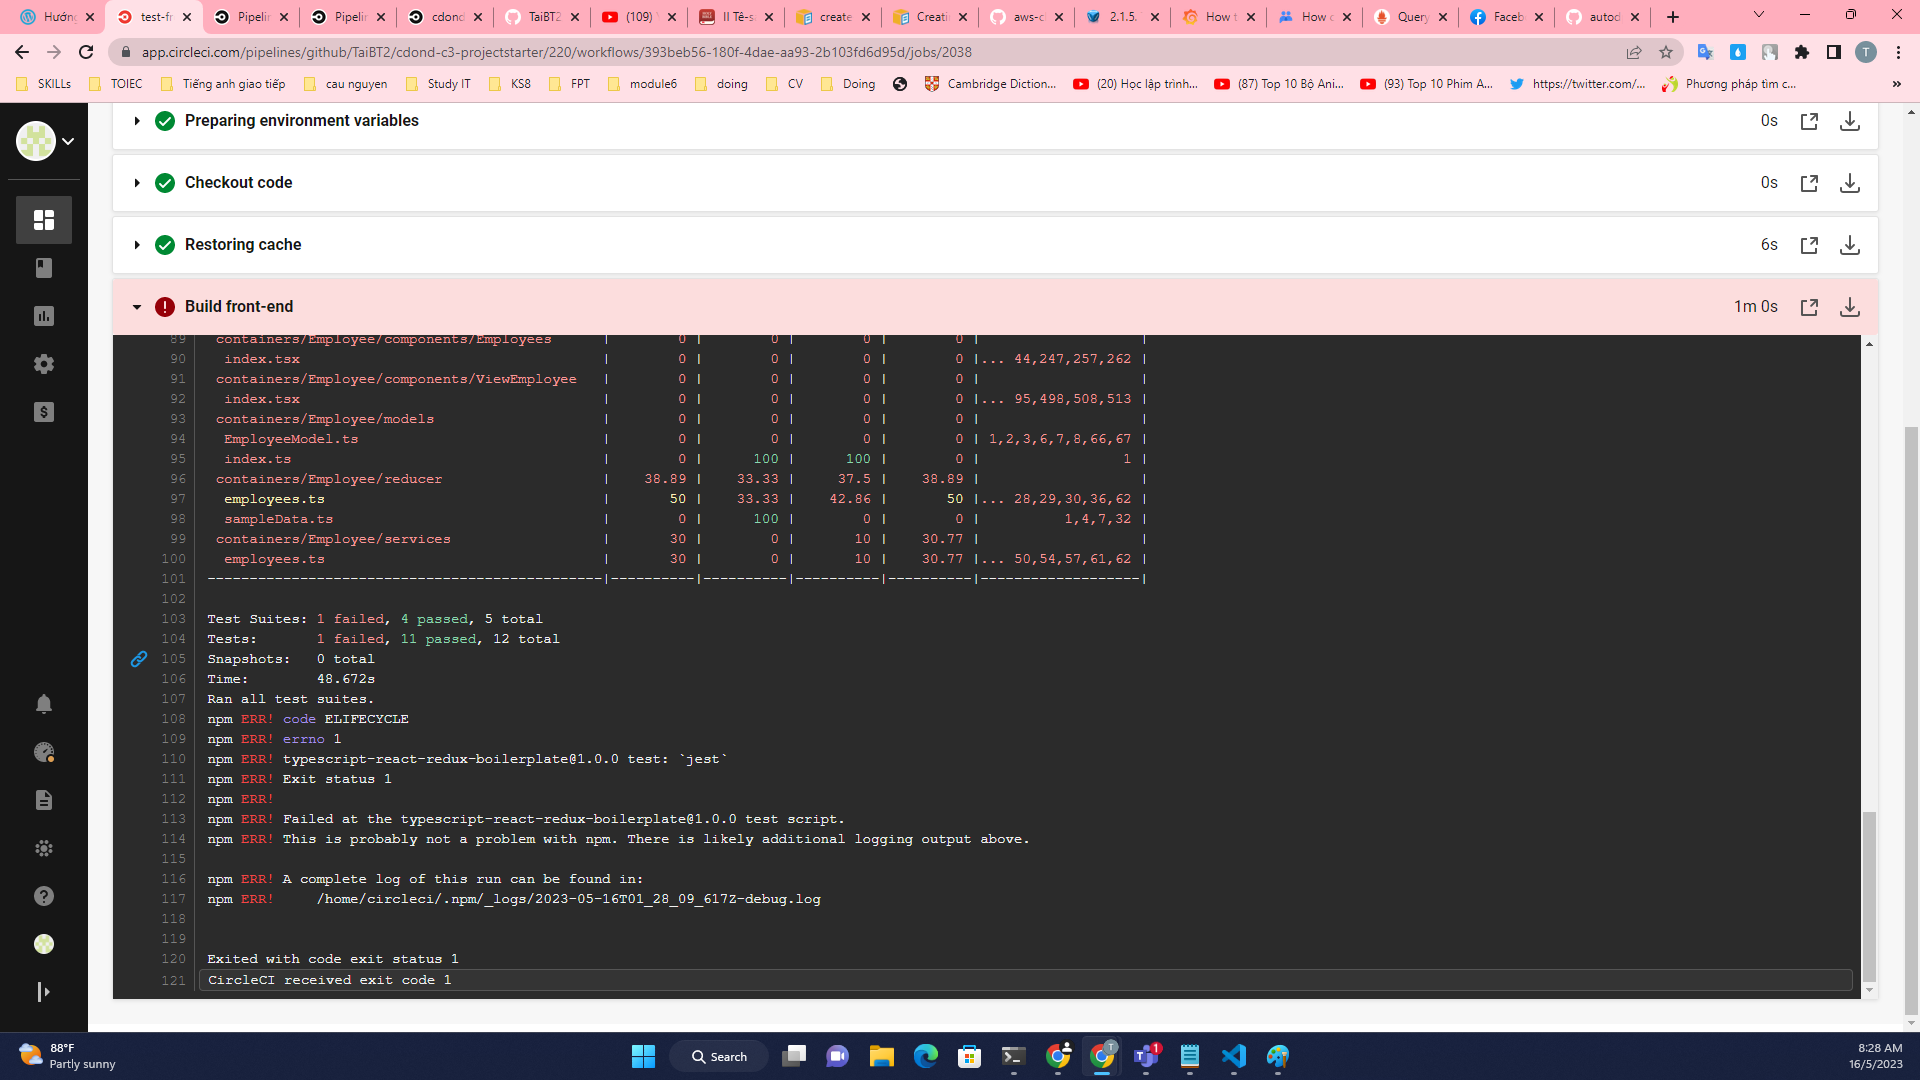 Hướng
test-fr
Pipelin
Pipelin
cdond
TaiBT2
(109) Y
II Tê-sa
create
Creatin
aws-cl
2.1.5.
How t
How c
Query
Faceb
autod
app.circleci.com/pipelines/github/TaiBT2/cdond-c3-projectstarter/220/workflows/393beb56-180f-4dae-aa93-2b103fd6d95d/jobs/2038
T
SKILLs
TOIEC
Tiếng anh giao tiếp
cau nguyen
Study IT
KS8
FPT
module6
doing
CV
Doing
Cambridge Diction...
(20) Học lập trình...
(87) Top 10 Bộ Ani...
(93) Top 10 Phim A...
https://twitter.com/...
Phương pháp tìm c...
»
Preparing environment variables 0s
Checkout code 0s
Restoring cache 6s
Build front-end 1m 0s
89 containers/Employee/components/Employees | 0 | 0 | 0 | 0 | |
90 index.tsx | 0 | 0 | 0 | 0 |... 44,247,257,262 |
91 containers/Employee/components/ViewEmployee | 0 | 0 | 0 | 0 | |
92 index.tsx | 0 | 0 | 0 | 0 |... 95,498,508,513 |
93 containers/Employee/models | 0 | 0 | 0 | 0 | |
94 EmployeeModel.ts | 0 | 0 | 0 | 0 | 1,2,3,6,7,8,66,67 |
95 index.ts | 0 | 100 | 100 | 0 | 1 |
96 containers/Employee/reducer | 38.89 | 33.33 | 37.5 | 38.89 | |
97 employees.ts | 50 | 33.33 | 42.86 | 50 |... 28,29,30,36,62 |
98 sampleData.ts | 0 | 100 | 0 | 0 | 1,4,7,32 |
99 containers/Employee/services | 30 | 0 | 10 | 30.77 | |
100 employees.ts | 30 | 0 | 10 | 30.77 |... 50,54,57,61,62 |
101 -----------------------------------------------|----------|----------|----------|----------|-------------------|
102
103 Test Suites: 1 failed, 4 passed, 5 total
104 Tests: 1 failed, 11 passed, 12 total
105 Snapshots: 0 total
106 Time: 48.672s
107 Ran all test suites.
108 npm ERR! code ELIFECYCLE
109 npm ERR! errno 1
110 npm ERR! typescript-react-redux-boilerplate@1.0.0 test: `jest`
111 npm ERR! Exit status 1
112 npm ERR!
113 npm ERR! Failed at the typescript-react-redux-boilerplate@1.0.0 test script.
114 npm ERR! This is probably not a problem with npm. There is likely additional logging output above.
115
116 npm ERR! A complete log of this run can be found in:
117 npm ERR! /home/circleci/.npm/_logs/2023-05-16T01_28_09_617Z-debug.log
118
119
120 Exited with code exit status 1
121 CircleCI received exit code 1
88°F
Partly sunny
Search
T
1
8:28 AM
16/5/2023